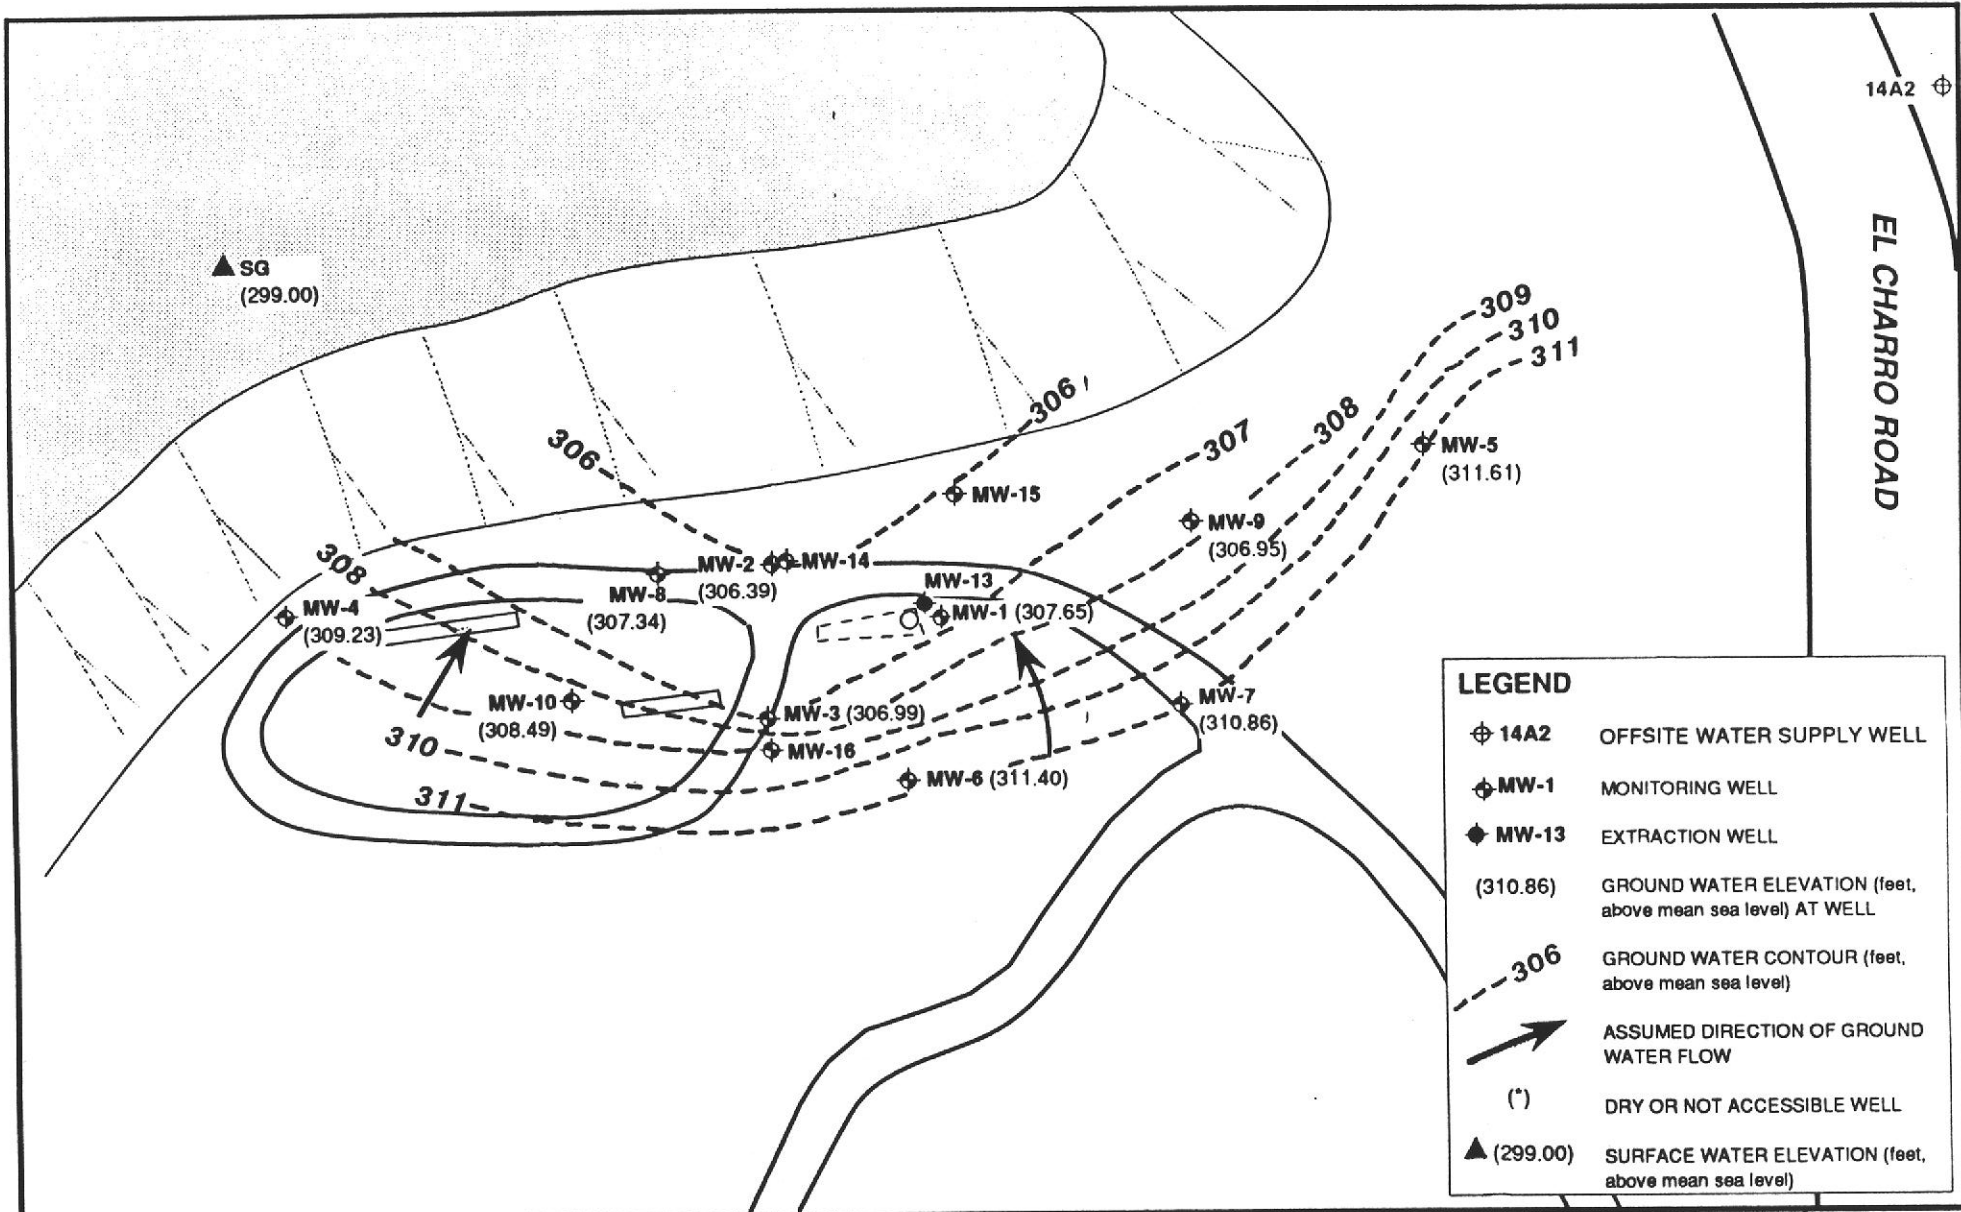 14A2
EL CHARRO ROAD
SG
(299.00)
309
310
311
306
306
307
308
MW-5
(311.61)
MW-15
MW-9
(306.95)
308
MW-2
(306.39)
MW-14
MW-8
(307.34)
MW-13
MW-1 (307.65)
MW-4
(309.23)
MW-10
(308.49)
MW-3 (306.99)
MW-7
(310.86)
310
MW-16
MW-6 (311.40)
311
LEGEND
14A2 OFFSITE WATER SUPPLY WELL
MW-1 MONITORING WELL
MW-13 EXTRACTION WELL
(310.86) GROUND WATER ELEVATION (feet,
above mean sea level) AT WELL
306 GROUND WATER CONTOUR (feet,
above mean sea level)
ASSUMED DIRECTION OF GROUND
WATER FLOW
(*) DRY OR NOT ACCESSIBLE WELL
(299.00) SURFACE WATER ELEVATION (feet,
above mean sea level)